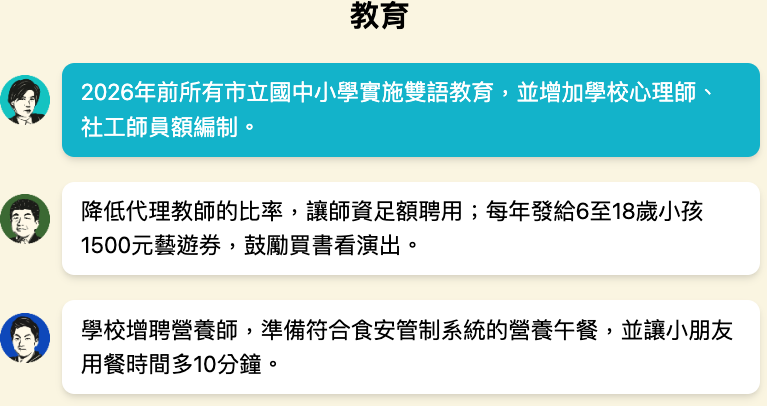 教育
2026年前所有市立國中小學實施雙語教育，並增加學校心理師、
社工師員額編制。
降低代理教師的比率，讓師資足額聘用；每年發給6至18歲小孩
1500元藝遊券，鼓勵買書看演出。
學校增聘營養師，準備符合食安管制系統的營養午餐，並讓小朋友
用餐時間多10分鐘。